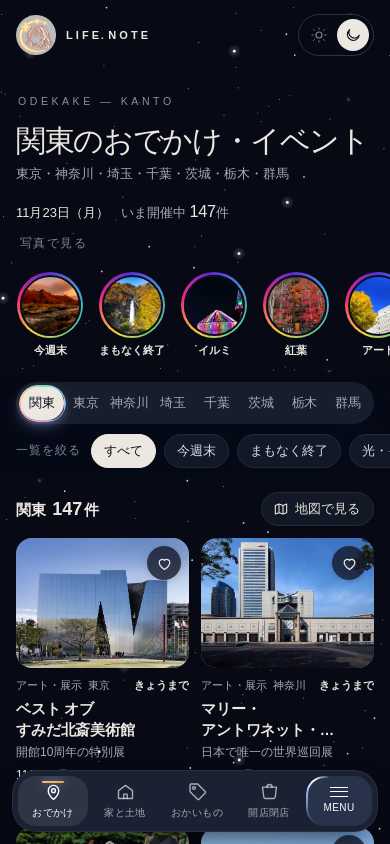 LIFE.NOTE
ODEKAKE — KANTO
関東のおでかけ・イベント
東京・神奈川・埼玉・千葉・茨城・栃木・群馬
11月23日（月） いま開催中 147件
写真で見る
今週末 まもなく終了 イルミ 紅葉 アート
関東 東京 神奈川 埼玉 千葉 茨城 栃木 群馬
一覧を絞る すべて 今週末 まもなく終了 光・
関東 147件
地図で見る
アート・展示 東京 きょうまで
ベスト オブ
すみだ北斎美術館
開館10周年の特別展
アート・展示 神奈川 きょうまで
マリー・
アントワネット・…
日本で唯一の世界巡回展
おでかけ 家と土地 おかいもの 開店閉店 MENU